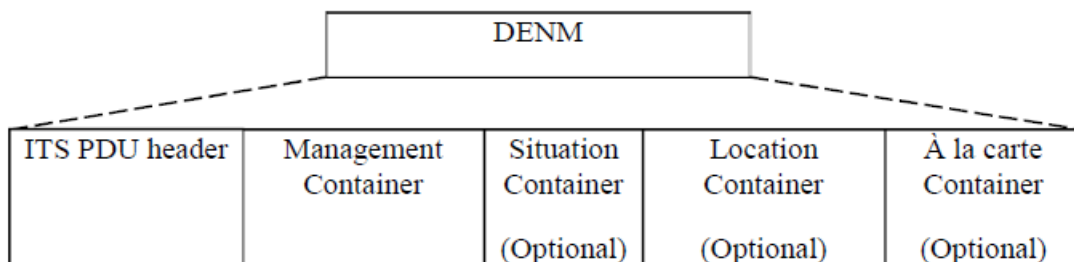 DENM
ITS PDU header
Management
Container
Situation
Container
(Optional)
Location
Container
(Optional)
À la carte
Container
(Optional)